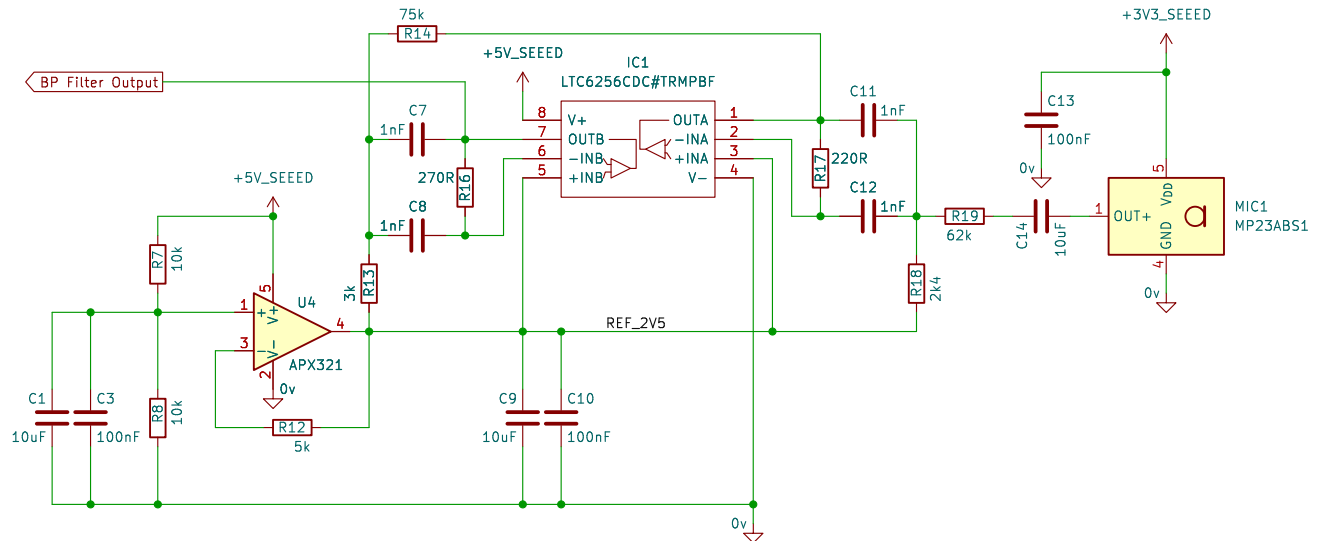 75k
R14
+3V3_SEEED
+5V_SEEED
IC1
LTC6256CDC#TRMPBF
BP Filter Output
C7
1nF
8 V+
7 OUTB
6 -INB
5 +INB
OUTA 1
-INA 2
+INA 3
V- 4
C11
1nF
C13
100nF
0v
R17
220R
270R
R16
C12
1nF
C8
1nF
+5V_SEEED
R19
62k
C14
10uF
1 OUT+
VDD
5
GND
4
a
MIC1
MP23ABS1
0v
R7
10k
R13
3k
R18
2k4
U4
5
1
+
V+
4
3
-
V-
2
APX321
0v
REF_2V5
C1
10uF
C3
100nF
R8
10k
R12
5k
C9
10uF
C10
100nF
0v